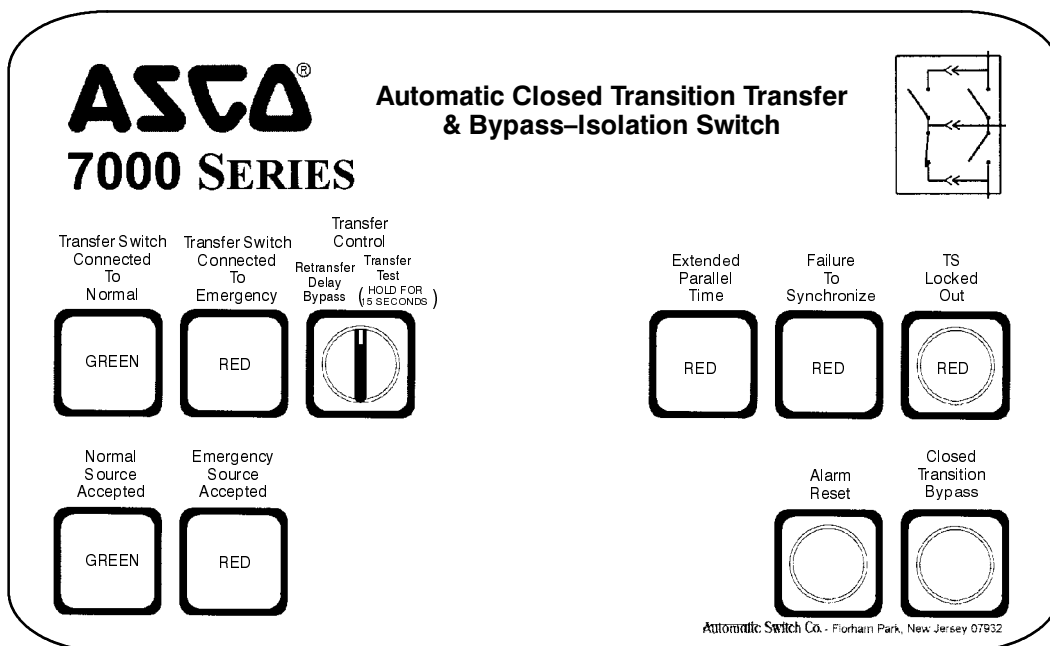 ASCO®
7000 SERIES
Automatic Closed Transition Transfer
& Bypass–Isolation Switch
Transfer Switch
Connected
To
Normal
GREEN
Transfer Switch
Connected
To
Emergency
RED
Transfer
Control
Retransfer
Delay
Bypass
Transfer
Test
( HOLD FOR
15 SECONDS )
Extended
Parallel
Time
RED
Failure
To
Synchronize
RED
TS
Locked
Out
RED
Normal
Source
Accepted
GREEN
Emergency
Source
Accepted
RED
Alarm
Reset
Closed
Transition
Bypass
Automatic Switch Co. - Florham Park, New Jersey 07932